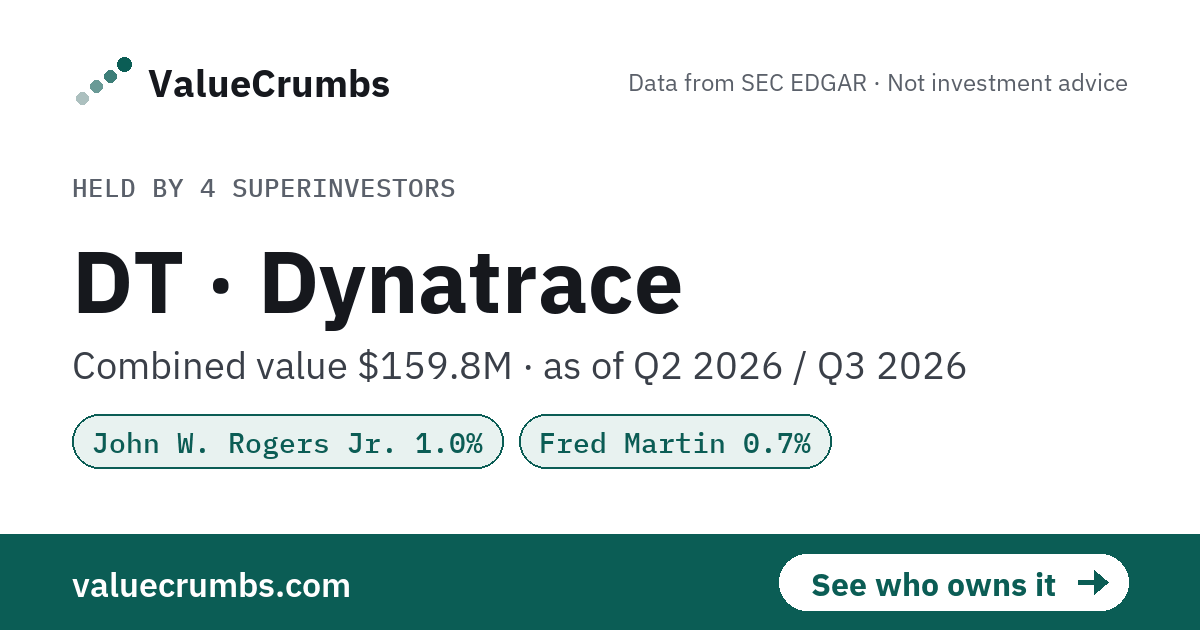 ValueCrumbs
Data from SEC EDGAR · Not investment advice
HELD BY 4 SUPERINVESTORS
DT · Dynatrace
Combined value $159.8M · as of Q2 2026 / Q3 2026
John W. Rogers Jr. 1.0%
Fred Martin 0.7%
valuecrumbs.com
See who owns it